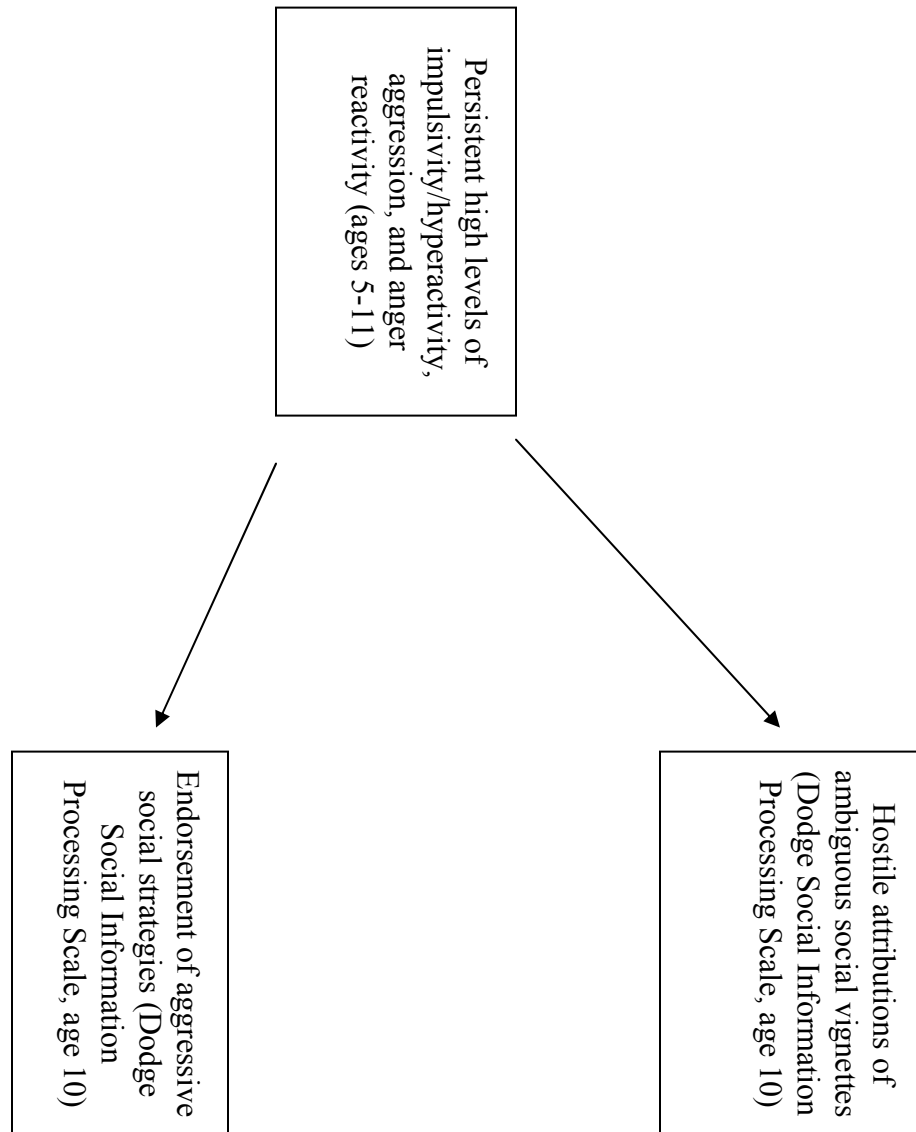 Persistent high levels of
impulsivity/hyperactivity,
aggression, and anger
reactivity (ages 5-11)
Hostile attributions of
ambiguous social vignettes
(Dodge Social Information
Processing Scale, age 10)
Endorsement of aggressive
social strategies (Dodge
Social Information
Processing Scale, age 10)